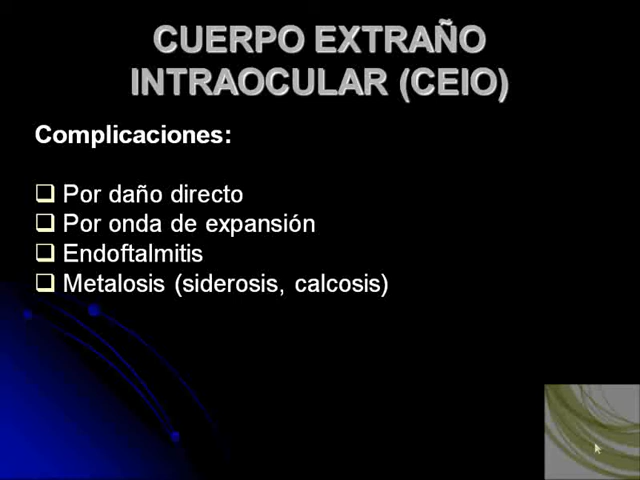 CUERPO EXTRAÑO
INTRAOCULAR (CEIO)
Complicaciones:
Por daño directo
Por onda de expansión
Endoftalmitis
Metalosis (siderosis, calcosis)